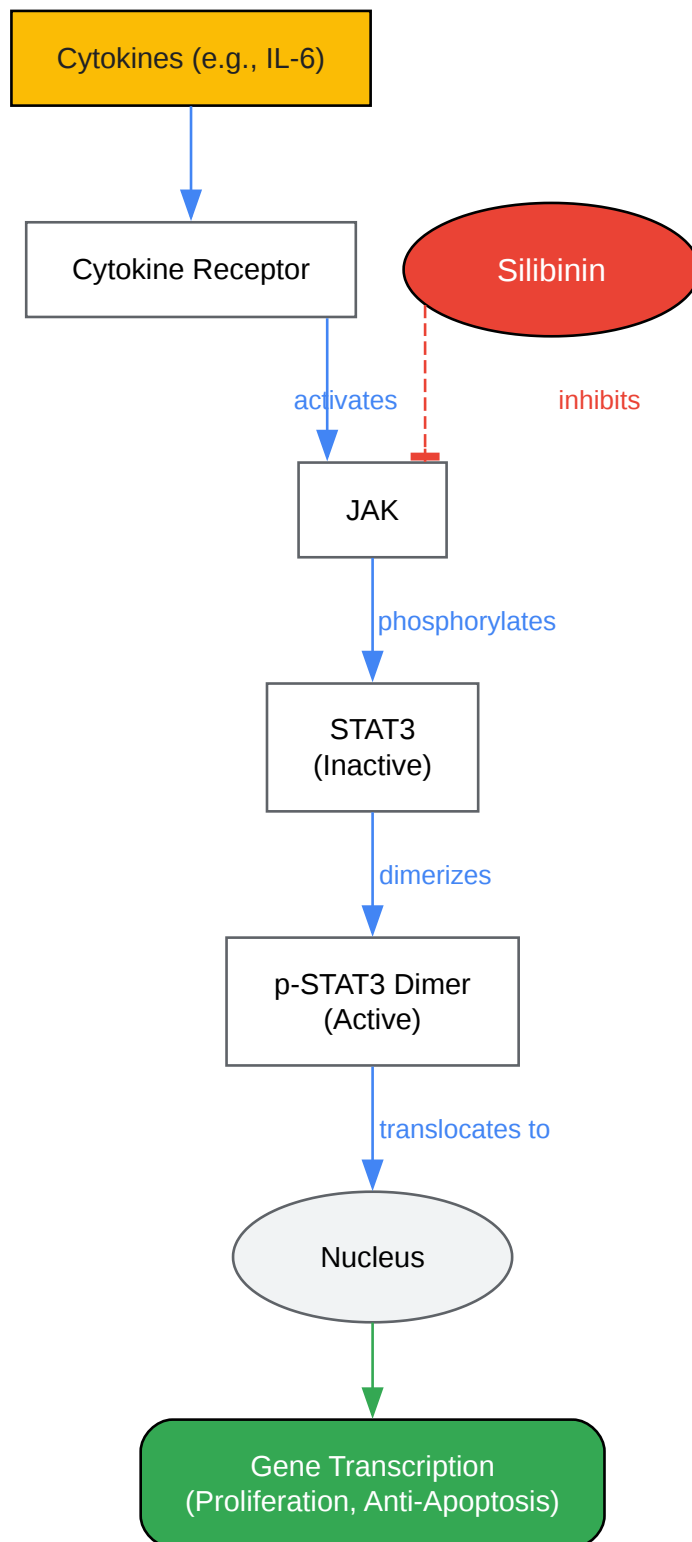 Cytokines (e.g., IL-6)
Cytokine Receptor
Silibinin
activates
inhibits
JAK
phosphorylates
STAT3
(Inactive)
dimerizes
p-STAT3 Dimer
(Active)
translocates to
Nucleus
Gene Transcription
(Proliferation, Anti-Apoptosis)